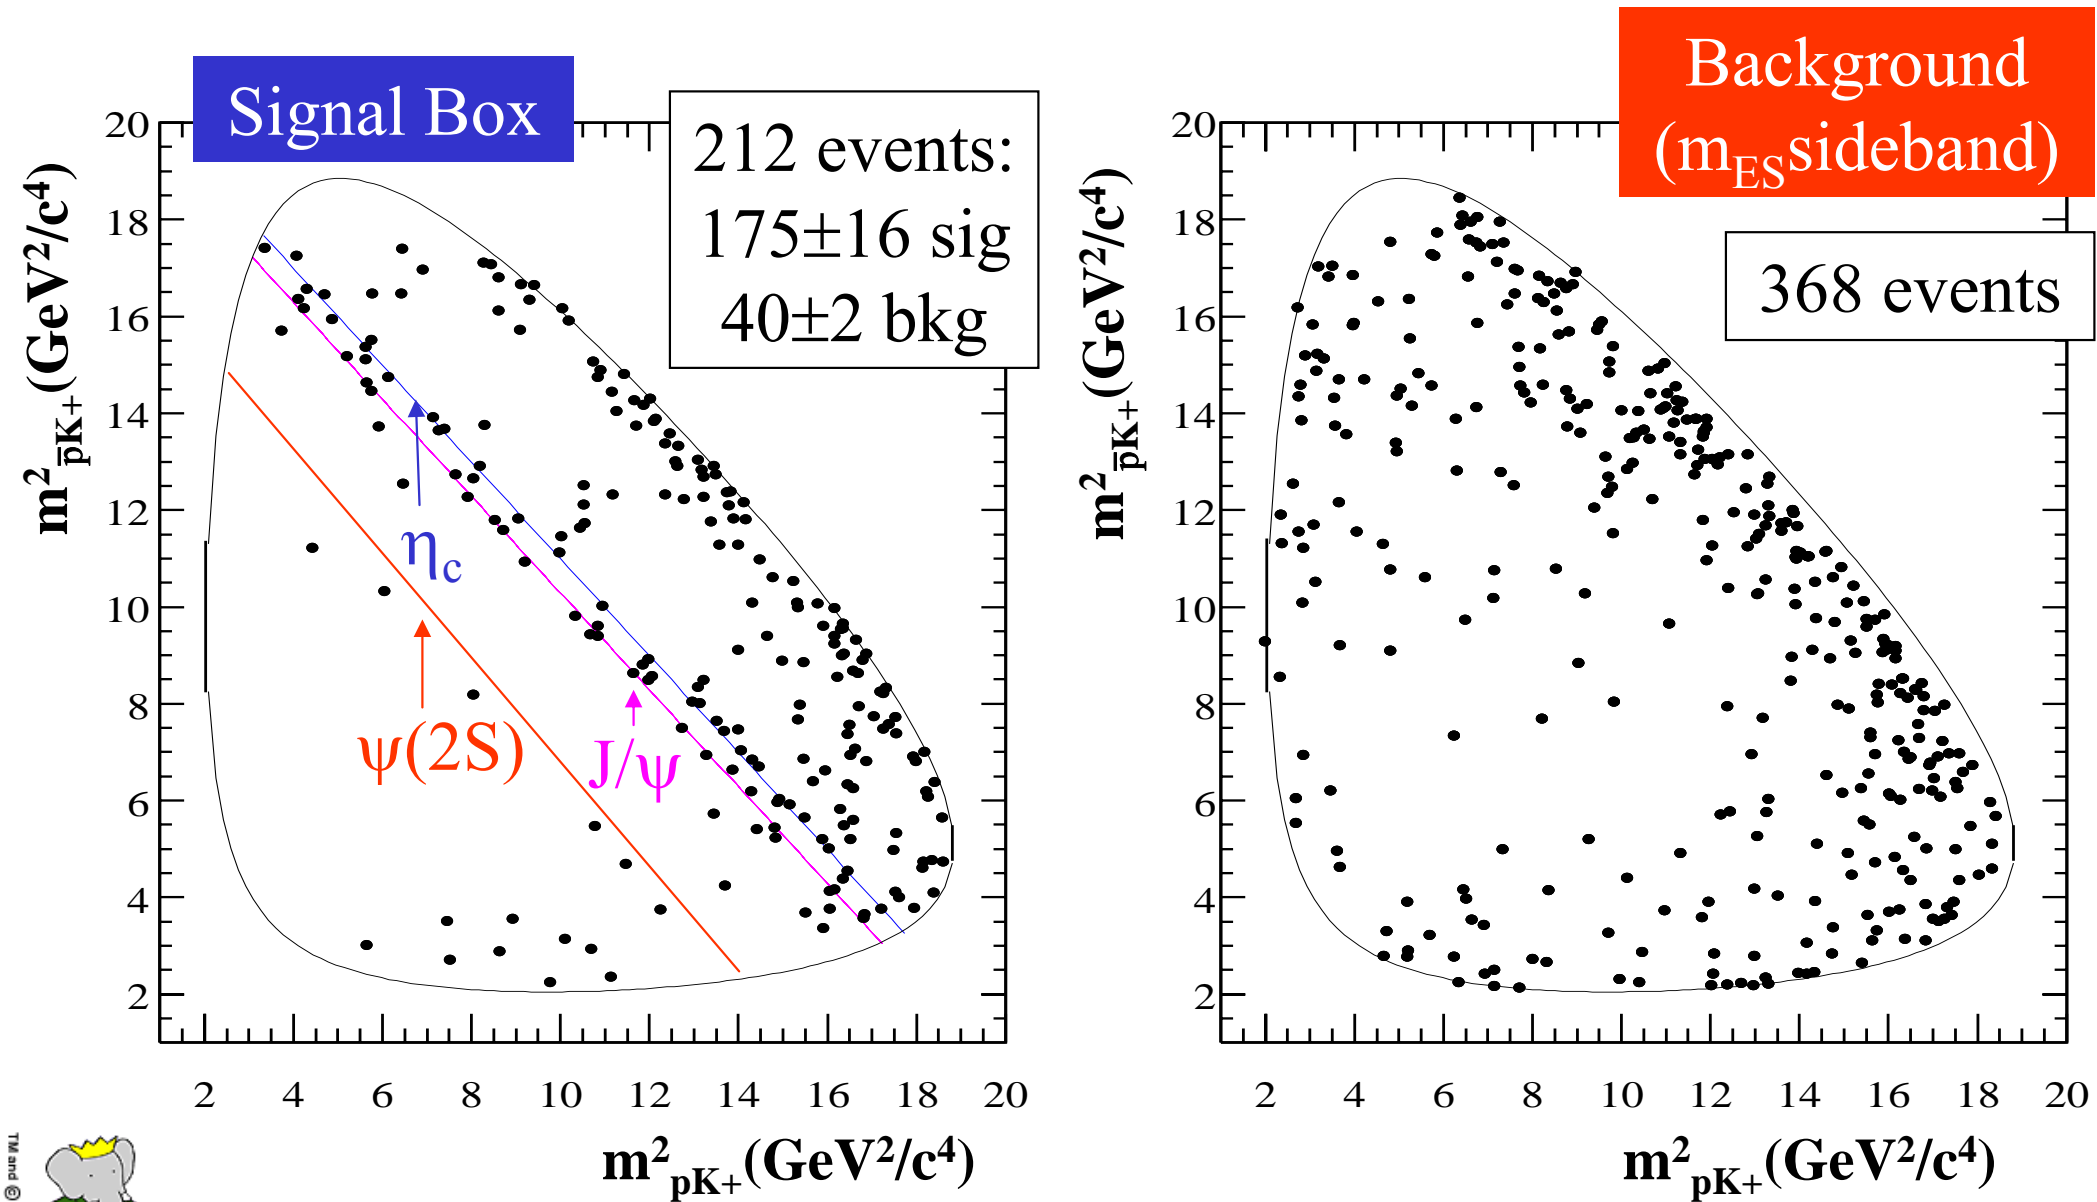 Signal Box
212 events:
175±16 sig
40±2 bkg
m²p̅K+(GeV²/c⁴)
20
18
16
14
12
10
8
6
4
2
ηc
ψ(2S)
J/ψ
2 4 6 8 10 12 14 16 18 20
m²pK+(GeV²/c⁴)
Background
(mESsideband)
368 events
m²p̅K+(GeV²/c⁴)
20
18
16
14
12
10
8
6
4
2
2 4 6 8 10 12 14 16 18 20
m²pK+(GeV²/c⁴)
TM and ©